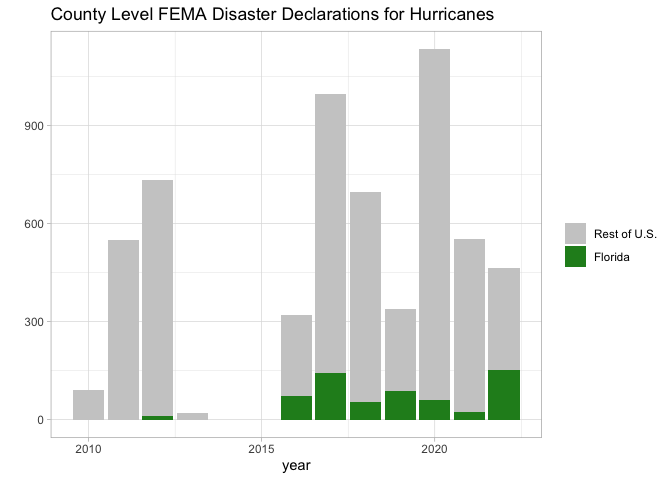 County Level FEMA Disaster Declarations for Hurricanes
900
600
300
0
Rest of U.S.
Florida
2010
2015
2020
year